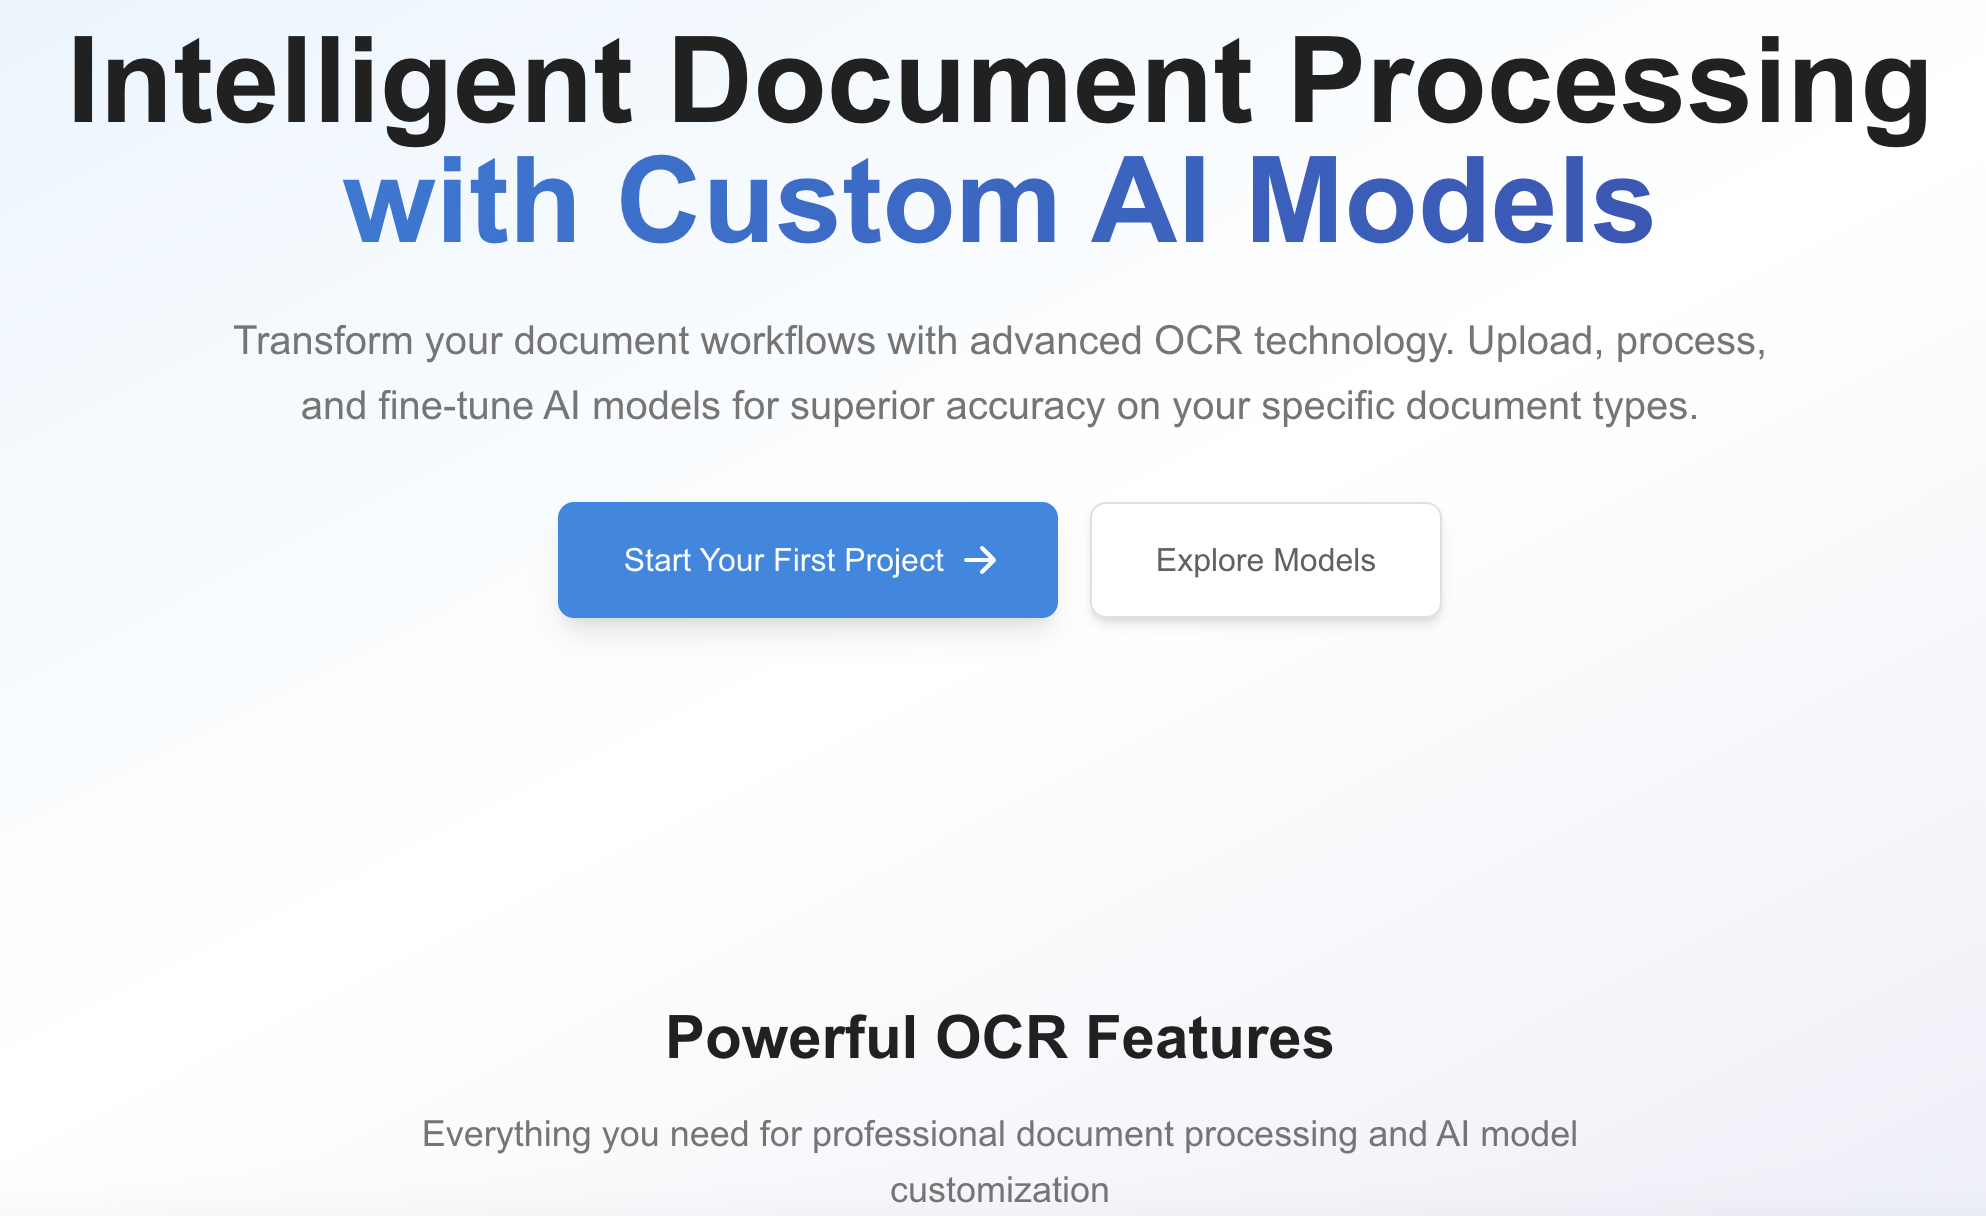 Intelligent Document Processing
with Custom AI Models
Transform your document workflows with advanced OCR technology. Upload, process,
and fine-tune AI models for superior accuracy on your specific document types.
Start Your First Project
Explore Models
Powerful OCR Features
Everything you need for professional document processing and AI model
customization